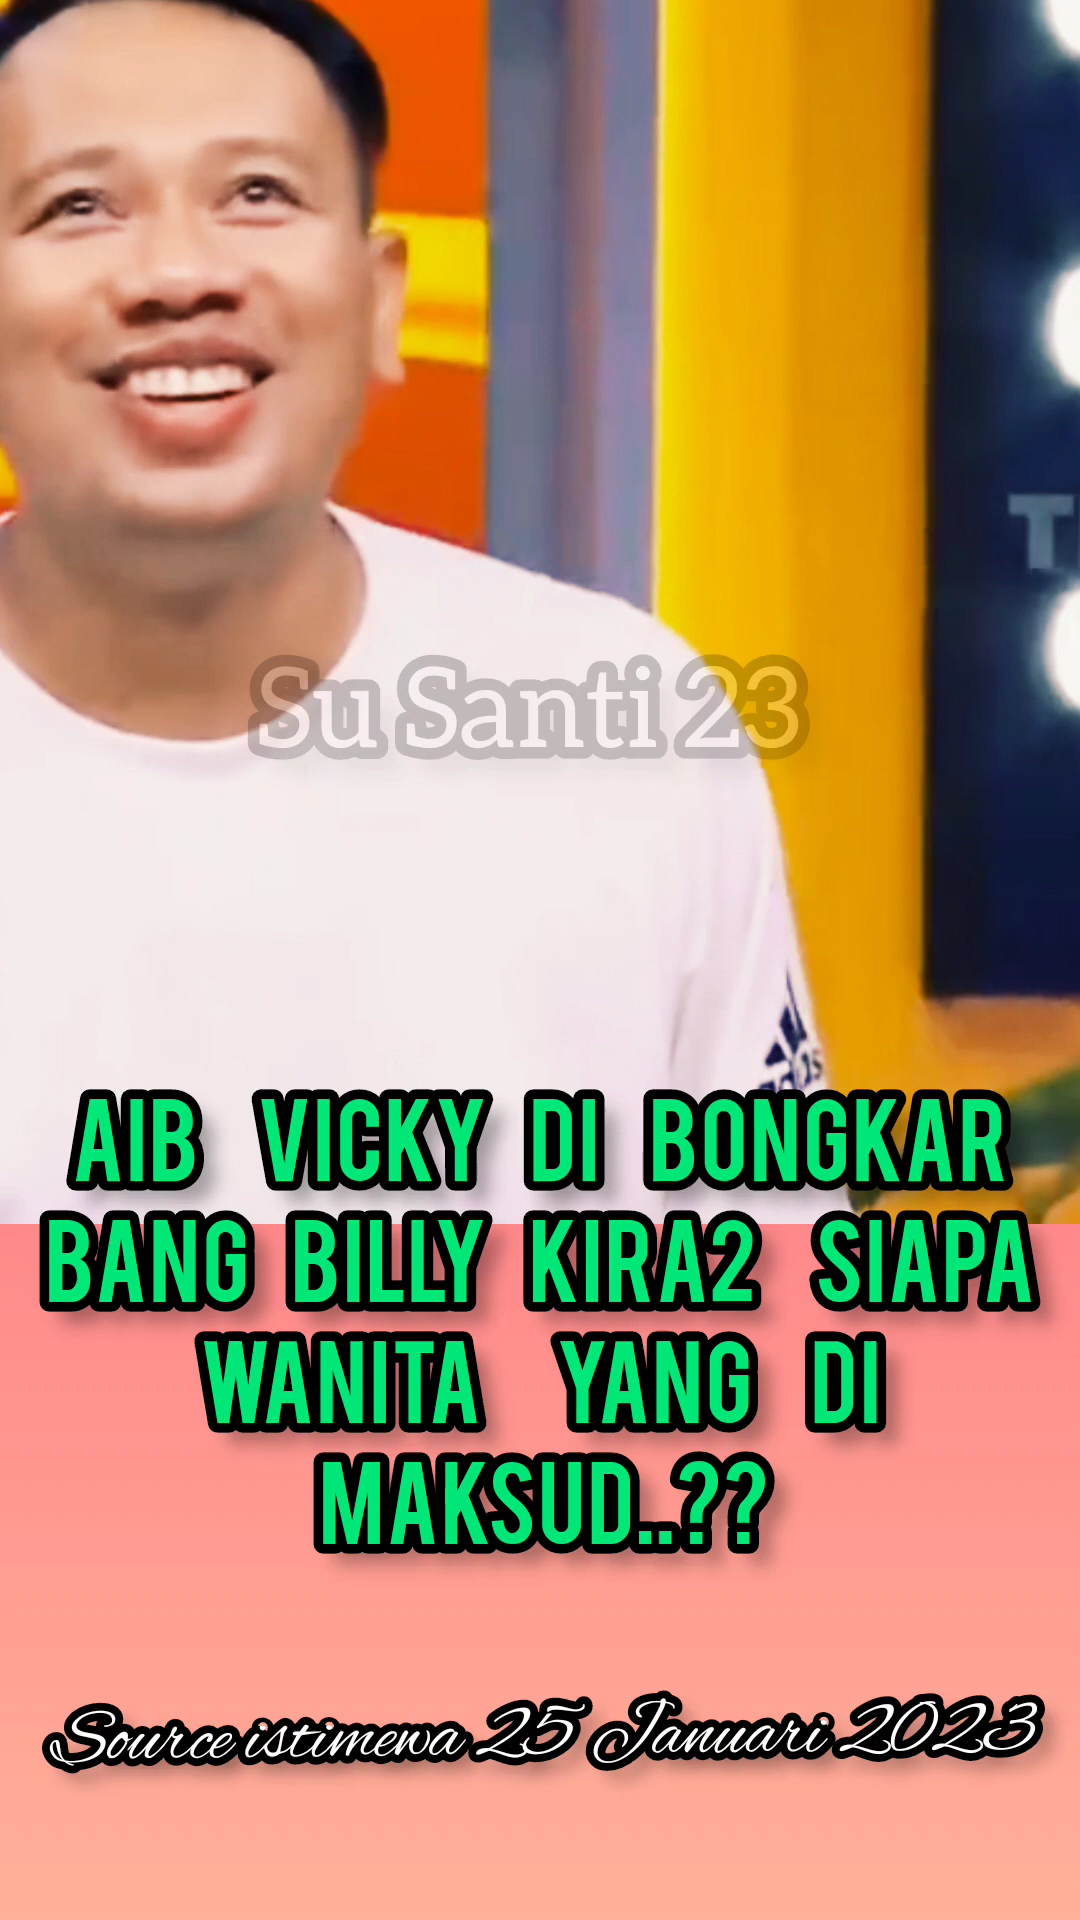 T
Su Santi 23
adidas
AIB VICKY DI BONGKAR
BANG BILLY KIRA2 SIAPA
WANITA YANG DI
MAKSUD..??
Source istimewa 25 Januari 2023